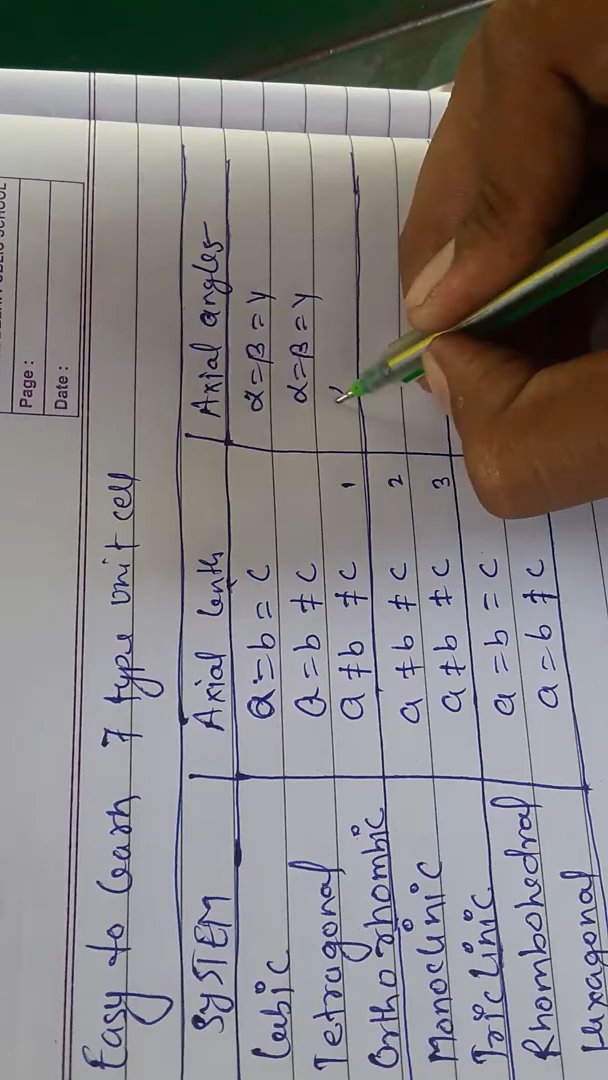 Page :
Date :
Easy to learn 7 type unit cell
SYSTEM Axial lenth Axial angles
Cubic a = b = c α = β = γ
Tetragonal a = b ≠ c α = β = γ
Orthorhombic a ≠ b ≠ c 1
Monoclinic a ≠ b ≠ c 2
Triclinic a ≠ b ≠ c 3
Rhombohedral a = b = c
Hexagonal a = b ≠ c